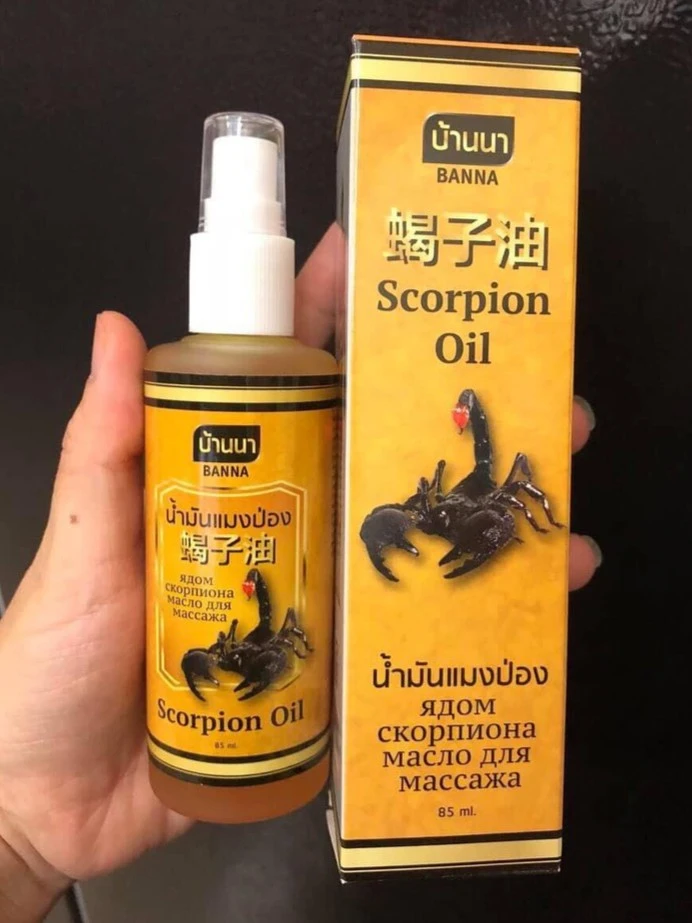 บ้านนา
BANNA
蝎子油
Scorpion
Oil
น้ำมันแมงป่อง
ядом
скорпиона
масло для
массажа
85 ml.
บ้านนา
BANNA
น้ำมันแมงป่อง
蝎子油
ядом
скорпиона
масло для
массажа
Scorpion Oil
85 ml.